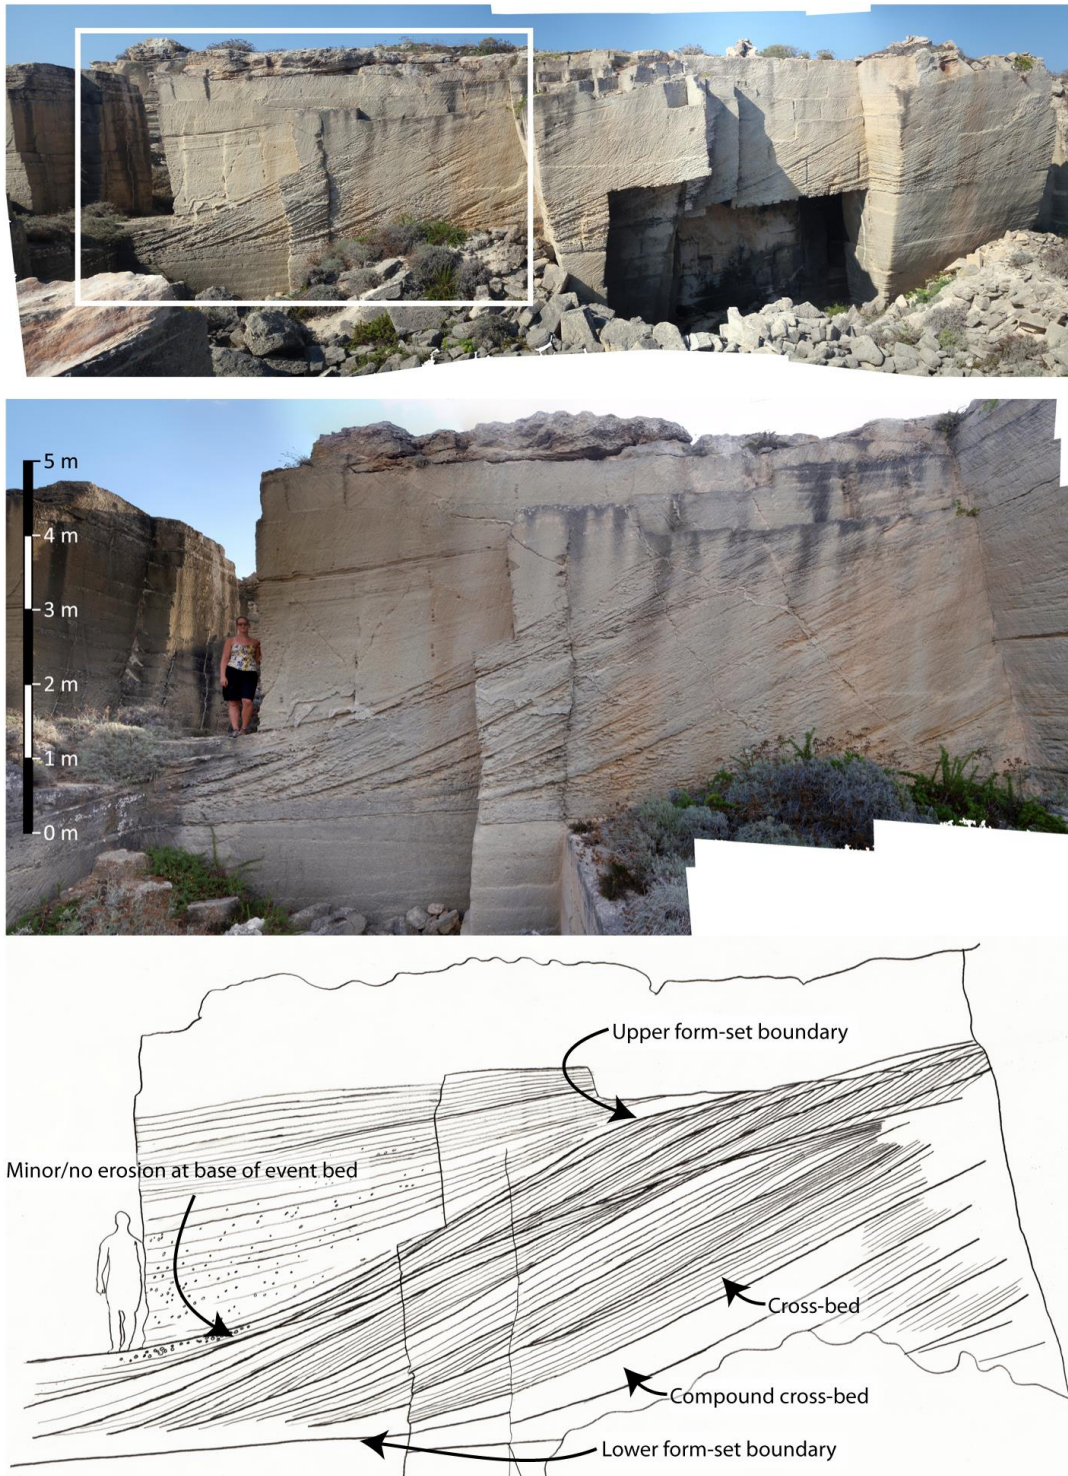 5 m
4 m
3 m
2 m
1 m
0 m
Upper form-set boundary
Minor/no erosion at base of event bed
Cross-bed
Compound cross-bed
Lower form-set boundary